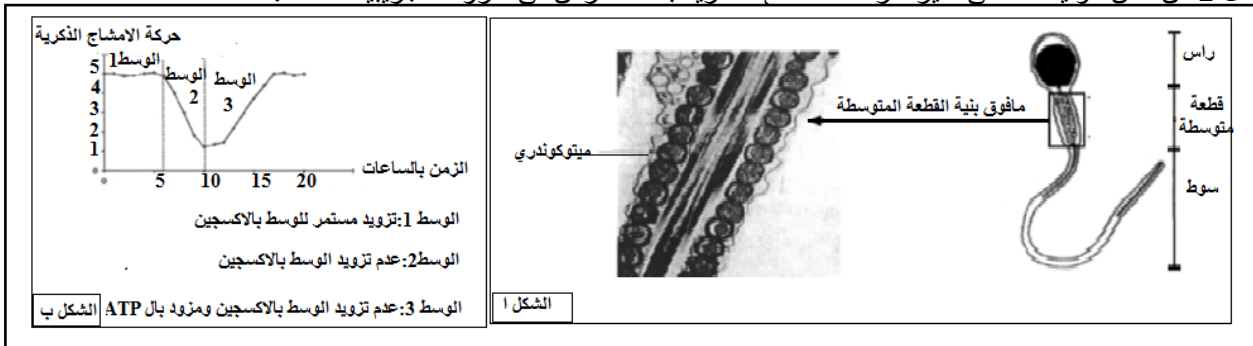 راس
قطعة
متوسطة
سوط
مافوق بنية القطعة المتوسطة
ميتوكوندري
الشكل ا
حركة الامشاج الذكرية
5
4
3
2
1
0
الوسط1
الوسط
2
الوسط
3
5 10 15 20
الزمن بالساعات
الوسط 1:تزويد مستمر للوسط بالاكسجين
الوسط2:عدم تزويد الوسط بالاكسجين
الوسط 3:عدم تزويد الوسط بالاكسجين ومزود بال ATP
الشكل ب